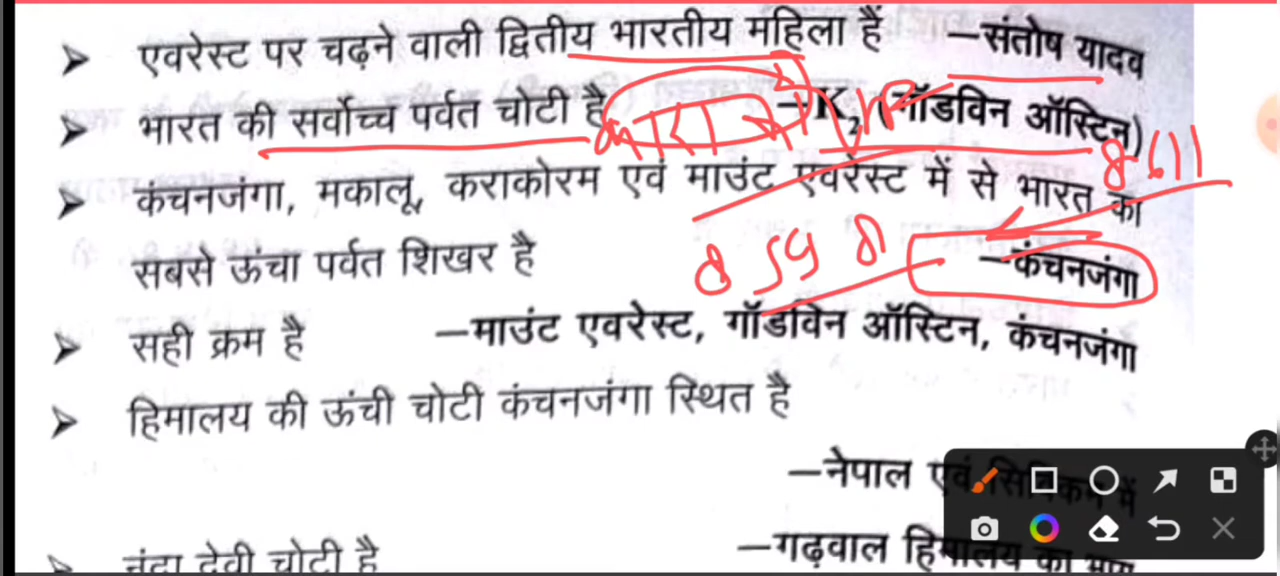 ➤ एवरेस्ट पर चढ़ने वाली द्वितीय भारतीय महिला हैं —संतोष यादव
➤ भारत की सर्वोच्च पर्वत चोटी है —K₂ (गॉडविन ऑस्टिन)
8611
➤ कंचनजंगा, मकालू, कराकोरम एवं माउंट एवरेस्ट में से भारत का
सबसे ऊंचा पर्वत शिखर है —कंचनजंगा
8598
➤ सही क्रम है —माउंट एवरेस्ट, गॉडविन ऑस्टिन, कंचनजंगा
➤ हिमालय की ऊंची चोटी कंचनजंगा स्थित है
—नेपाल एवं सिक्किम में
➤ नंदा देवी चोटी है —गढ़वाल हिमालय का भाग